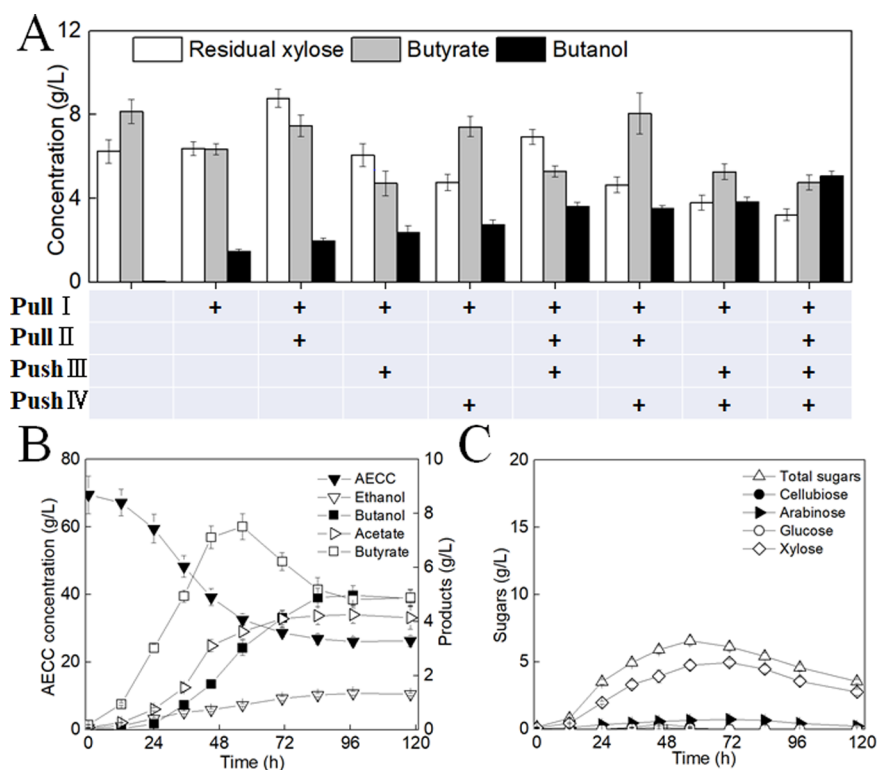 A
12
8
4
0
Concentration (g/L)
Residual xylose Butyrate Butanol
Pull Ⅰ + + + + + + + +
Pull Ⅱ + + + +
Push Ⅲ + + + +
Push Ⅳ + + + +
B
80
60
40
20
0
AECC concentration (g/L)
AECC
Ethanol
Butanol
Acetate
Butyrate
10
8
6
4
2
0
Products (g/L)
0 24 48 72 96 120
Time (h)
C
20
15
10
5
0
Sugars (g/L)
Total sugars
Cellubiose
Arabinose
Glucose
Xylose
0 24 48 72 96 120
Time (h)